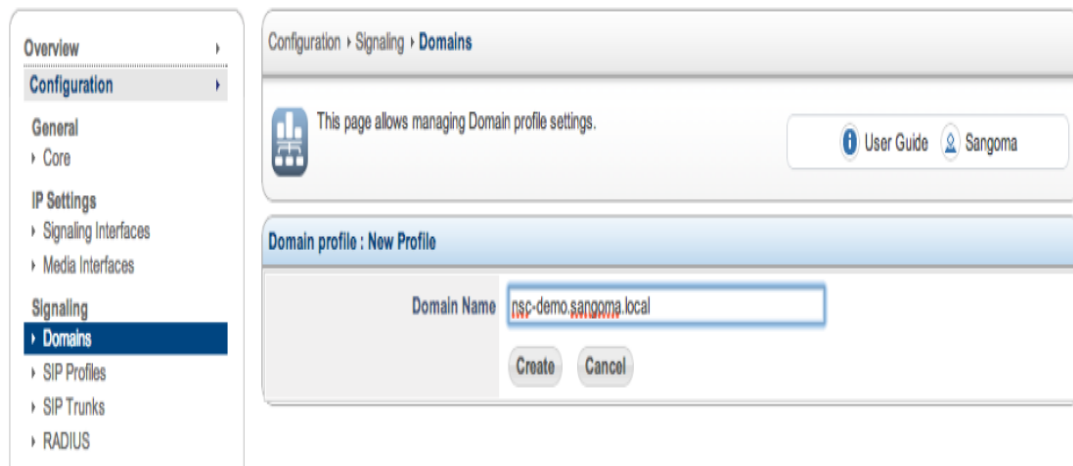 Overview
Configuration
General
Core
IP Settings
Signaling Interfaces
Media Interfaces
Signaling
Domains
SIP Profiles
SIP Trunks
RADIUS
Configuration › Signaling › Domains
This page allows managing Domain profile settings.
User Guide Sangoma
Domain profile : New Profile
Domain Name nsc-demo.sangoma.local
Create Cancel